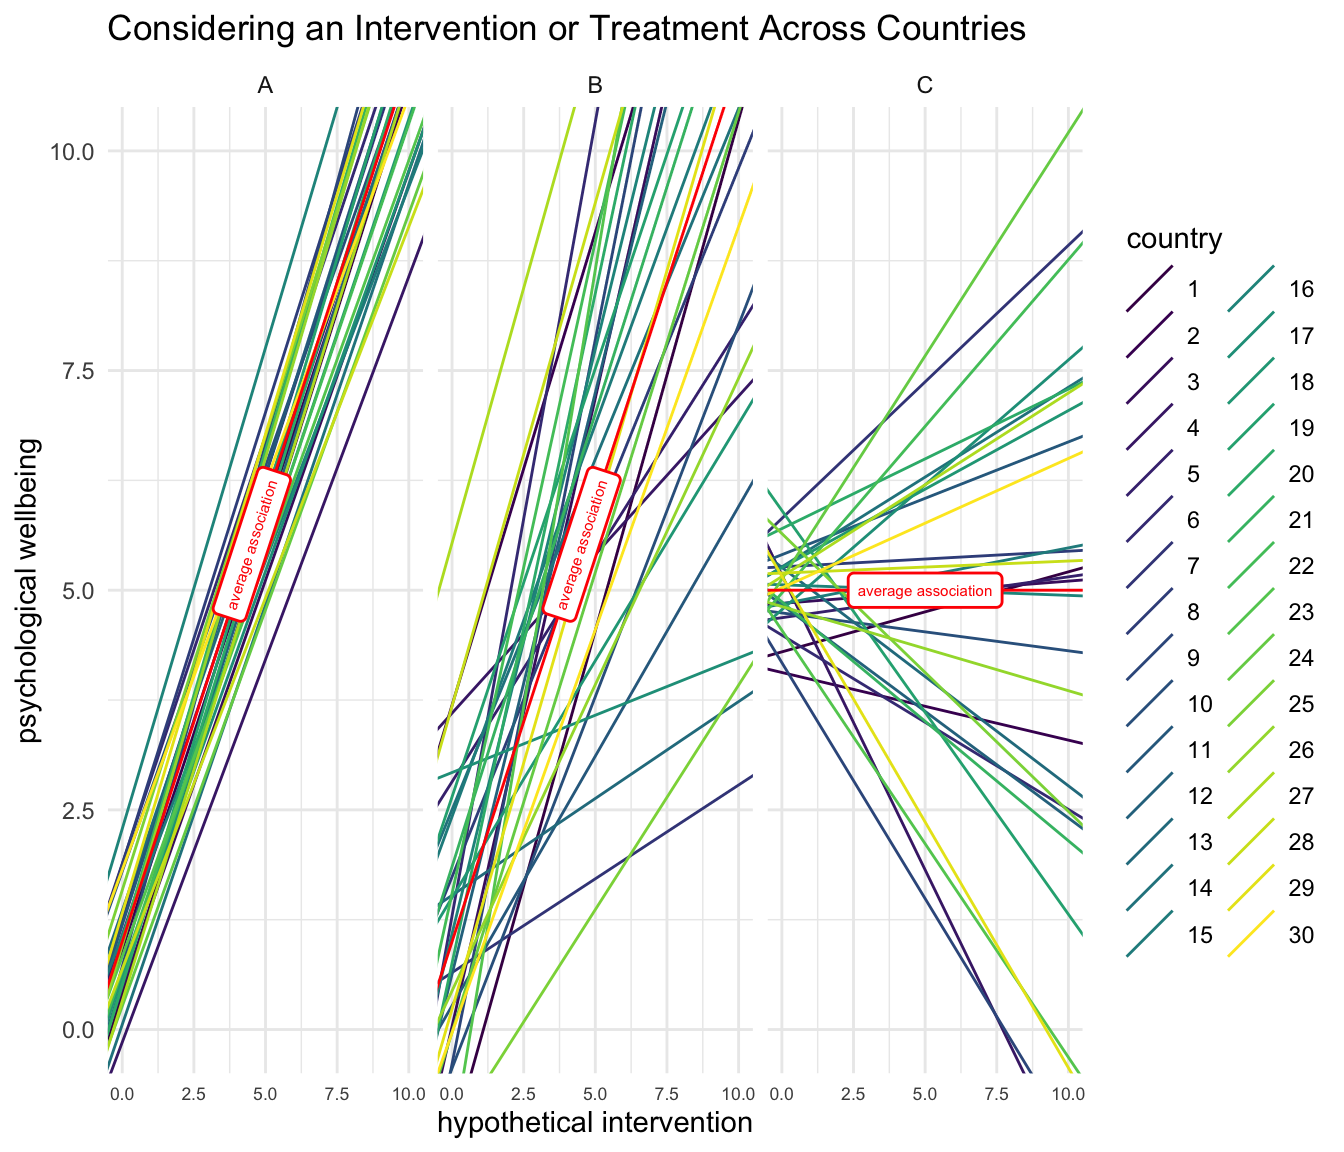 Considering an Intervention or Treatment Across Countries
A
B
C
10.0
7.5
5.0
2.5
0.0
psychological wellbeing
average association
average association
average association
0.0 2.5 5.0 7.5 10.0
0.0 2.5 5.0 7.5 10.0
0.0 2.5 5.0 7.5 10.0
hypothetical intervention
country
1
2
3
4
5
6
7
8
9
10
11
12
13
14
15
16
17
18
19
20
21
22
23
24
25
26
27
28
29
30